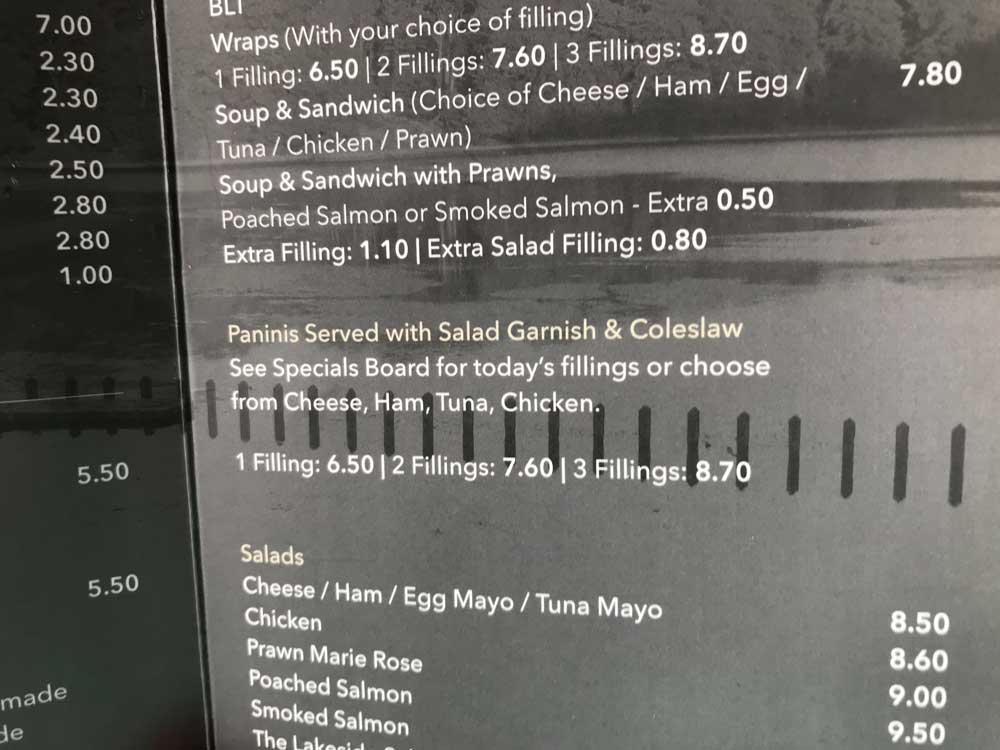 7.00
2.30
2.30
2.40
2.50
2.80
2.80
1.00
5.50
5.50
made
BLT
Wraps (With your choice of filling)
1 Filling: 6.50 | 2 Fillings: 7.60 | 3 Fillings: 8.70
Soup & Sandwich (Choice of Cheese / Ham / Egg / 7.80
Tuna / Chicken / Prawn)
Soup & Sandwich with Prawns,
Poached Salmon or Smoked Salmon - Extra 0.50
Extra Filling: 1.10 | Extra Salad Filling: 0.80
Paninis Served with Salad Garnish & Coleslaw
See Specials Board for today's fillings or choose
from Cheese, Ham, Tuna, Chicken.
1 Filling: 6.50 | 2 Fillings: 7.60 | 3 Fillings: 8.70
Salads
Cheese / Ham / Egg Mayo / Tuna Mayo 8.50
Chicken 8.60
Prawn Marie Rose 9.00
Poached Salmon 9.50
Smoked Salmon
The Lakeside